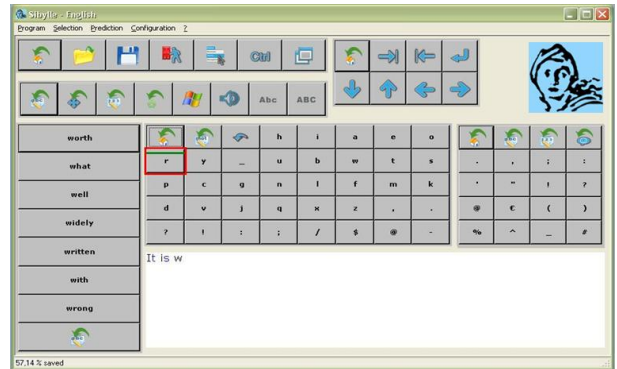 Sibylle - English
Program Selection Prediction Configuration ?
Ctrl
Abc ABC
worth
what
well
widely
written
with
wrong
h i a e o
r y _ u b w t s
p c g n l f m k
d v j q x z , .
? ! : ; / $ @ -
. , ; :
' " ! ?
@ € ( )
% ^ _ #
It is w
57,14 % saved